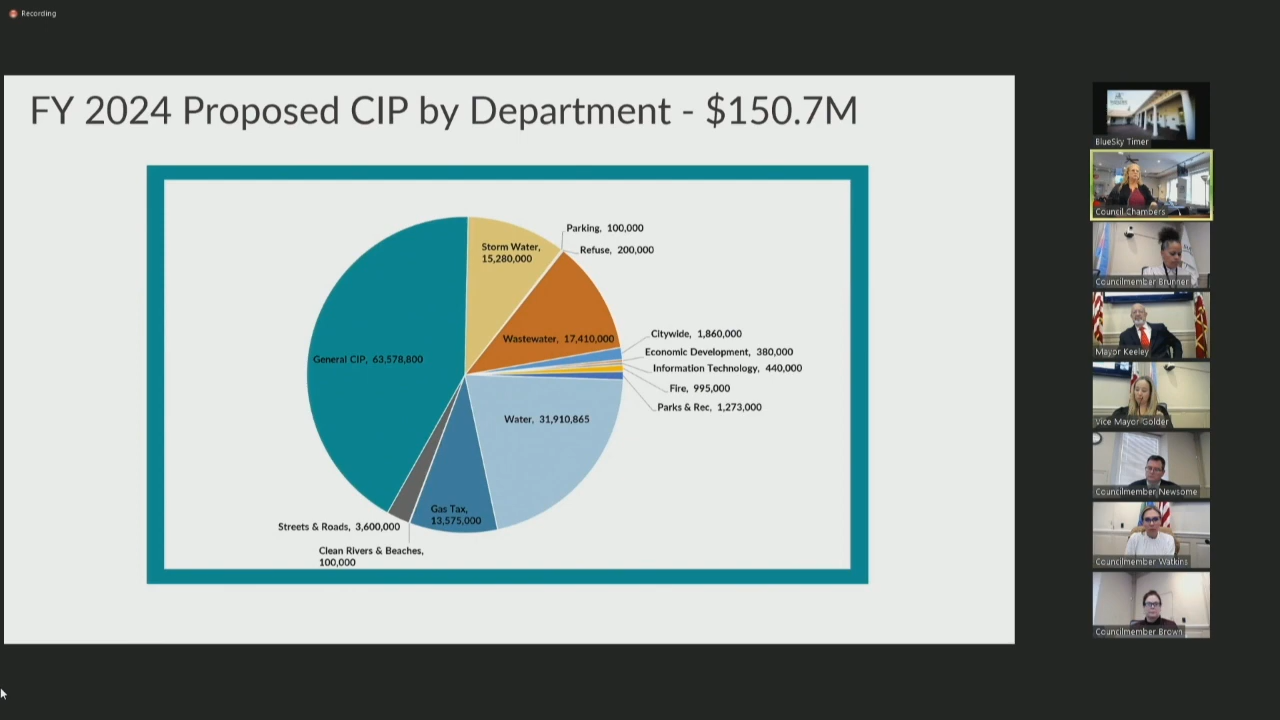 Recording
FY 2024 Proposed CIP by Department - $150.7M
Storm Water,
15,280,000
Parking, 100,000
Refuse, 200,000
Wastewater, 17,410,000
Citywide, 1,860,000
Economic Development, 380,000
Information Technology, 440,000
Fire, 995,000
Parks & Rec, 1,273,000
General CIP, 63,578,800
Water, 31,910,865
Gas Tax,
13,575,000
Streets & Roads, 3,600,000
Clean Rivers & Beaches,
100,000
BlueSky Timer
Council Chambers
Councilmember Brunner
Mayor Keeley
Vice Mayor Golder
Councilmember Newsome
Councilmember Watkins
Councilmember Brown